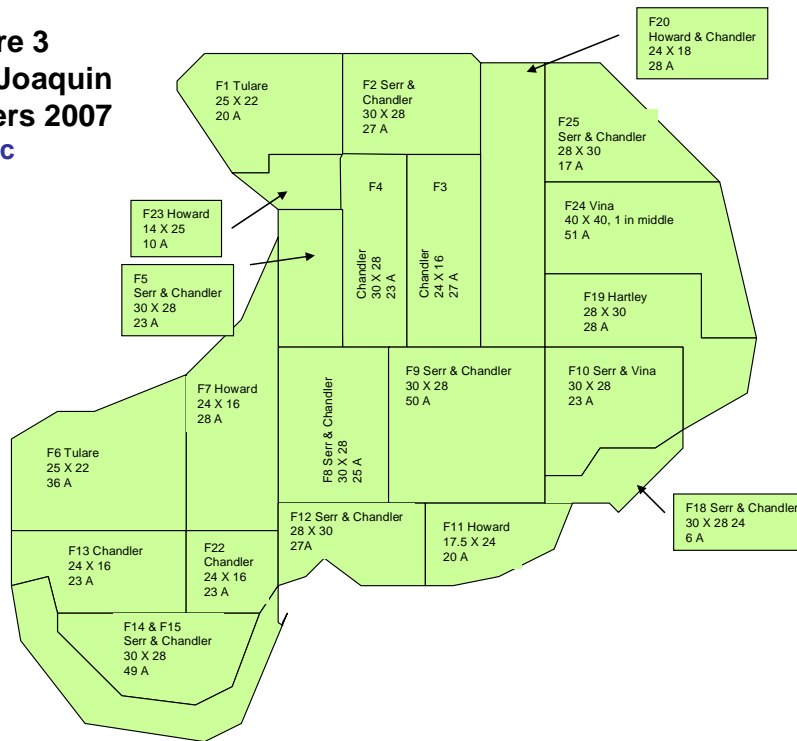 re 3
Joaquin
ers 2007
c
F20
Howard & Chandler
24 X 18
28 A
F1 Tulare
25 X 22
20 A
F2 Serr &
Chandler
30 X 28
27 A
F25
Serr & Chandler
28 X 30
17 A
F4
Chandler
30 X 28
23 A
F3
Chandler
24 X 16
27 A
F24 Vina
40 X 40, 1 in middle
51 A
F23 Howard
14 X 25
10 A
F5
Serr & Chandler
30 X 28
23 A
F19 Hartley
28 X 30
28 A
F7 Howard
24 X 16
28 A
F8 Serr & Chandler
30 X 28
25 A
F9 Serr & Chandler
30 X 28
50 A
F10 Serr & Vina
30 X 28
23 A
F6 Tulare
25 X 22
36 A
F18 Serr & Chandler
30 X 28 24
6 A
F12 Serr & Chandler
28 X 30
27A
F11 Howard
17.5 X 24
20 A
F13 Chandler
24 X 16
23 A
F22
Chandler
24 X 16
23 A
F14 & F15
Serr & Chandler
30 X 28
49 A